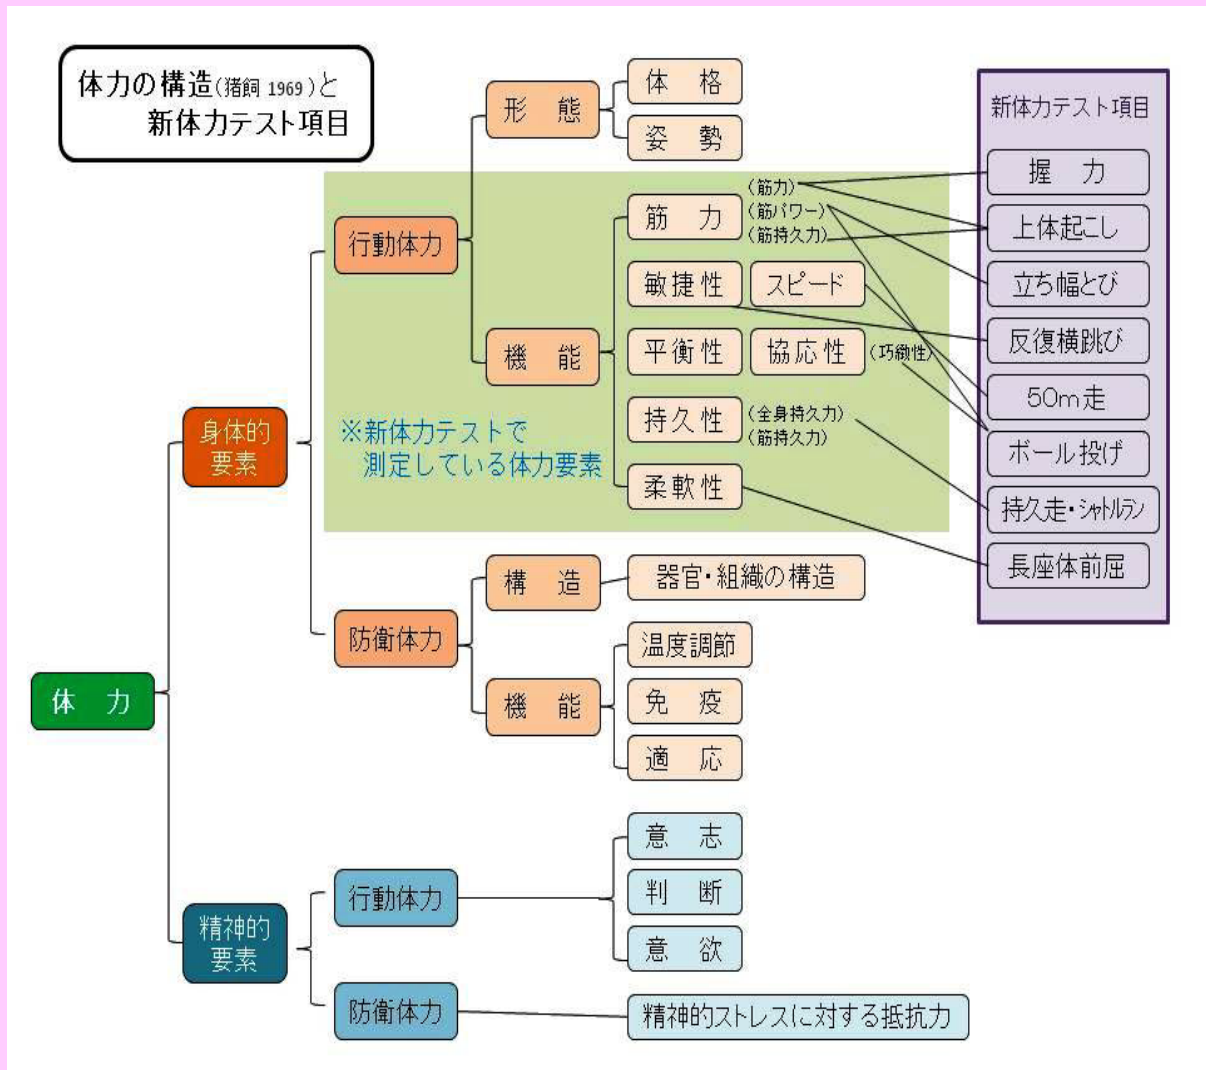 体力の構造(猪飼 1969)と
新体力テスト項目
体 力
身体的
要素
行動体力
形 態
体 格
姿 勢
機 能
筋 力
(筋力)
(筋パワー)
(筋持久力)
敏捷性
スピード
平衡性
協応性
(巧緻性)
持久性
(全身持久力)
(筋持久力)
柔軟性
※新体力テストで
測定している体力要素
防衛体力
構 造
器官・組織の構造
機 能
温度調節
免 疫
適 応
精神的
要素
行動体力
意 志
判 断
意 欲
防衛体力
精神的ストレスに対する抵抗力
新体力テスト項目
握 力
上体起こし
立ち幅とび
反復横跳び
50m走
ボール投げ
持久走・シャトルラン
長座体前屈